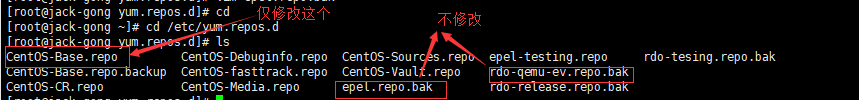 [root@jack-gong yum.repos.d]# cd 仅修改这个 不修改
[root@jack-gong ~]# cd /etc/yum.repos.d
[root@jack-gong yum.repos.d]# ls
CentOS-Base.repo CentOS-Debuginfo.repo CentOS-Sources.repo epel-testing.repo rdo-tesing.repo.bak
CentOS-Base.repo.backup CentOS-fasttrack.repo CentOS-Vault.repo rdo-qemu-ev.repo.bak
CentOS-CR.repo CentOS-Media.repo epel.repo.bak rdo-release.repo.bak
[root@jack-gong yum.repos.d]#